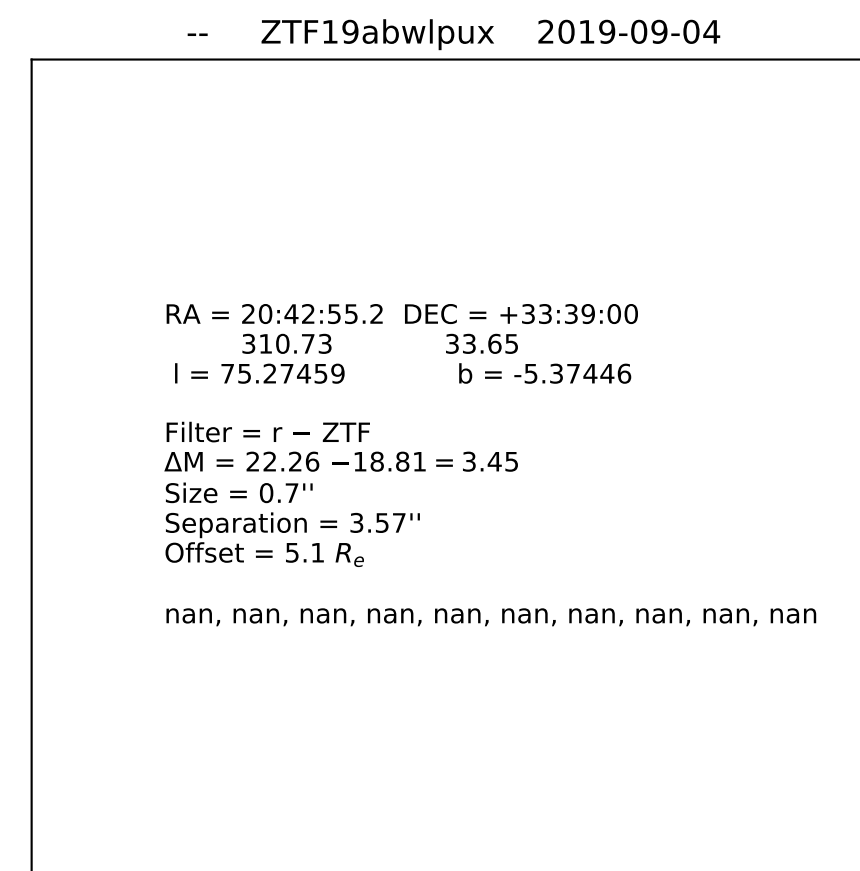 -- ZTF19abwlpux 2019-09-04
RA = 20:42:55.2 DEC = +33:39:00
310.73 33.65
l = 75.27459 b = -5.37446
Filter = r − ZTF
ΔM = 22.26 −18.81 = 3.45
Size = 0.7''
Separation = 3.57''
Offset = 5.1 Re
nan, nan, nan, nan, nan, nan, nan, nan, nan, nan